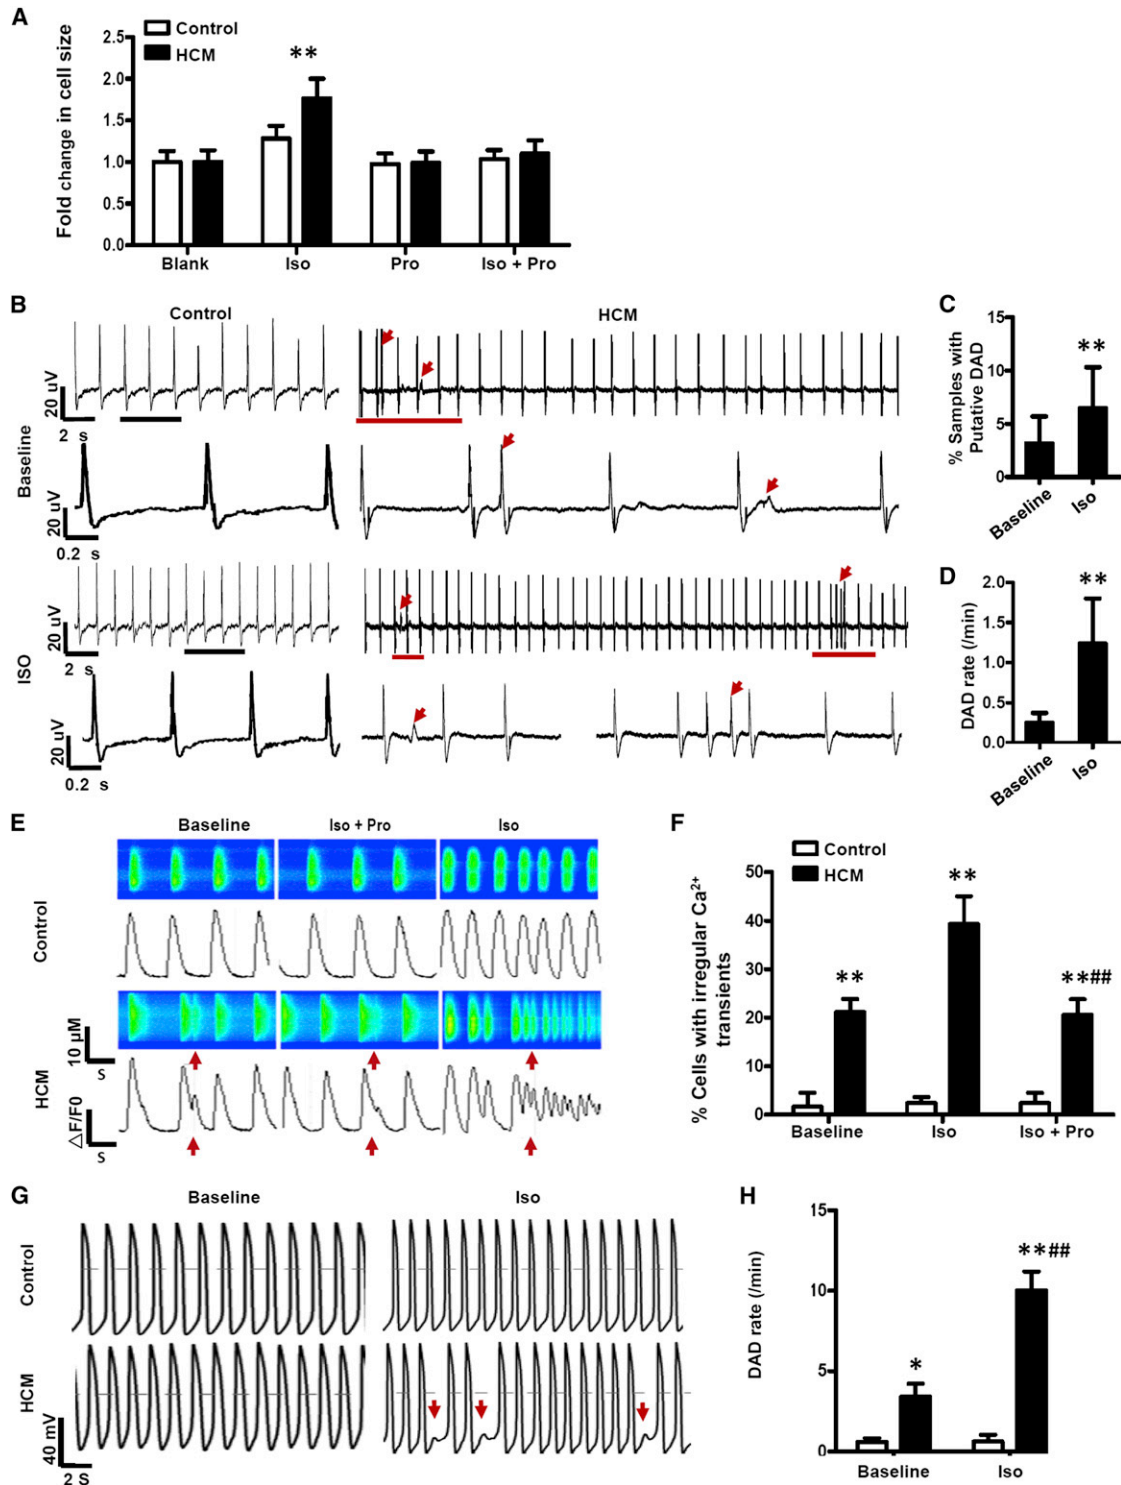 A
Fold change in cell size
2.5
2.0
1.5
1.0
0.5
0.0
Control
HCM
**
Blank Iso Pro Iso + Pro
B
Control HCM
Baseline
20 uV
2 s
20 uV
0.2 s
ISO
20 uV
2 s
20 uV
0.2 s
C
% Samples with
Putative DAD
15
10
5
0
**
Baseline Iso
D
DAD rate (/min)
2.0
1.5
1.0
0.5
0.0
**
Baseline Iso
E
Baseline Iso + Pro Iso
Control
HCM
10 µM
S
△F/F0
S
F
Control
HCM
% Cells with irregular Ca²⁺
transients
50
40
30
20
10
0
**
**
**##
Baseline Iso Iso + Pro
G
Baseline Iso
Control
HCM
40 mV
2 S
H
DAD rate (/min)
15
10
5
0
*
**##
Baseline Iso